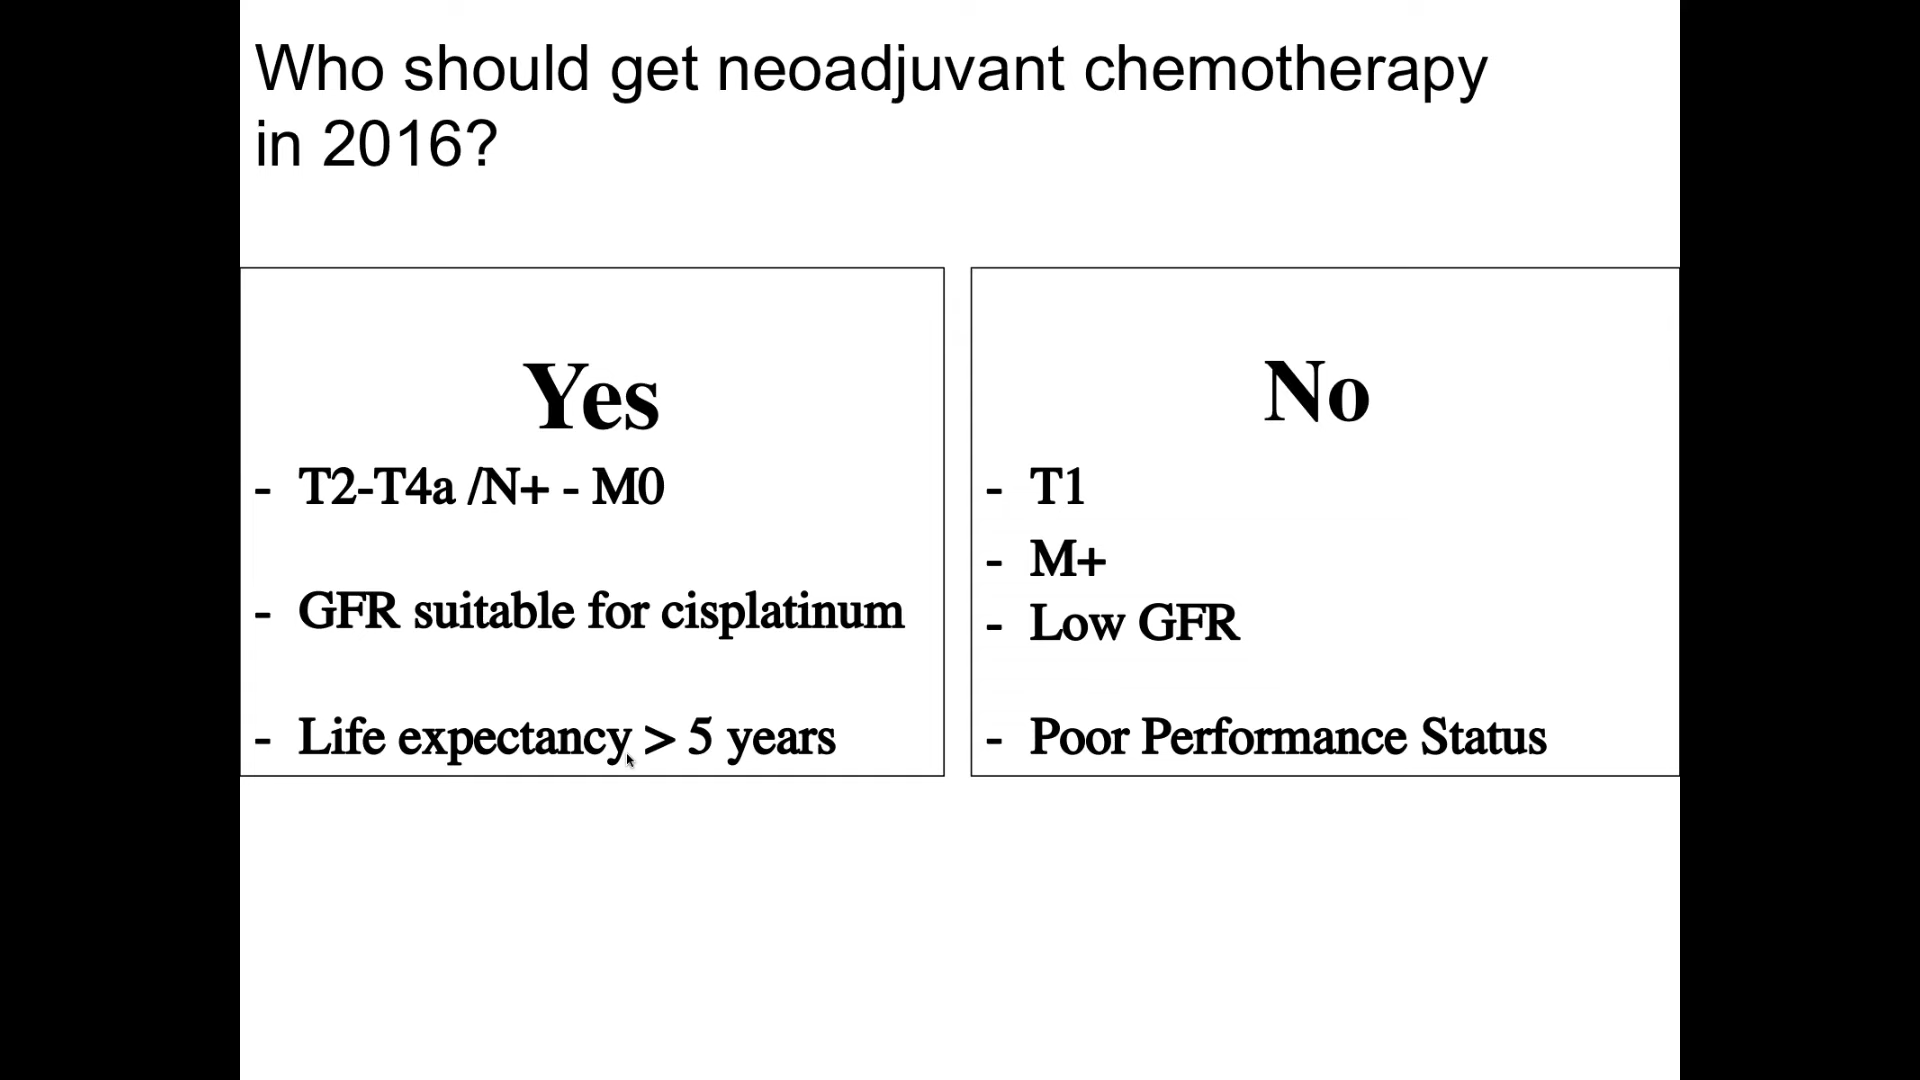 Who should get neoadjuvant chemotherapy
in 2016?
Yes
- T2-T4a /N+ - M0
- GFR suitable for cisplatinum
- Life expectancy > 5 years
No
- T1
- M+
- Low GFR
- Poor Performance Status